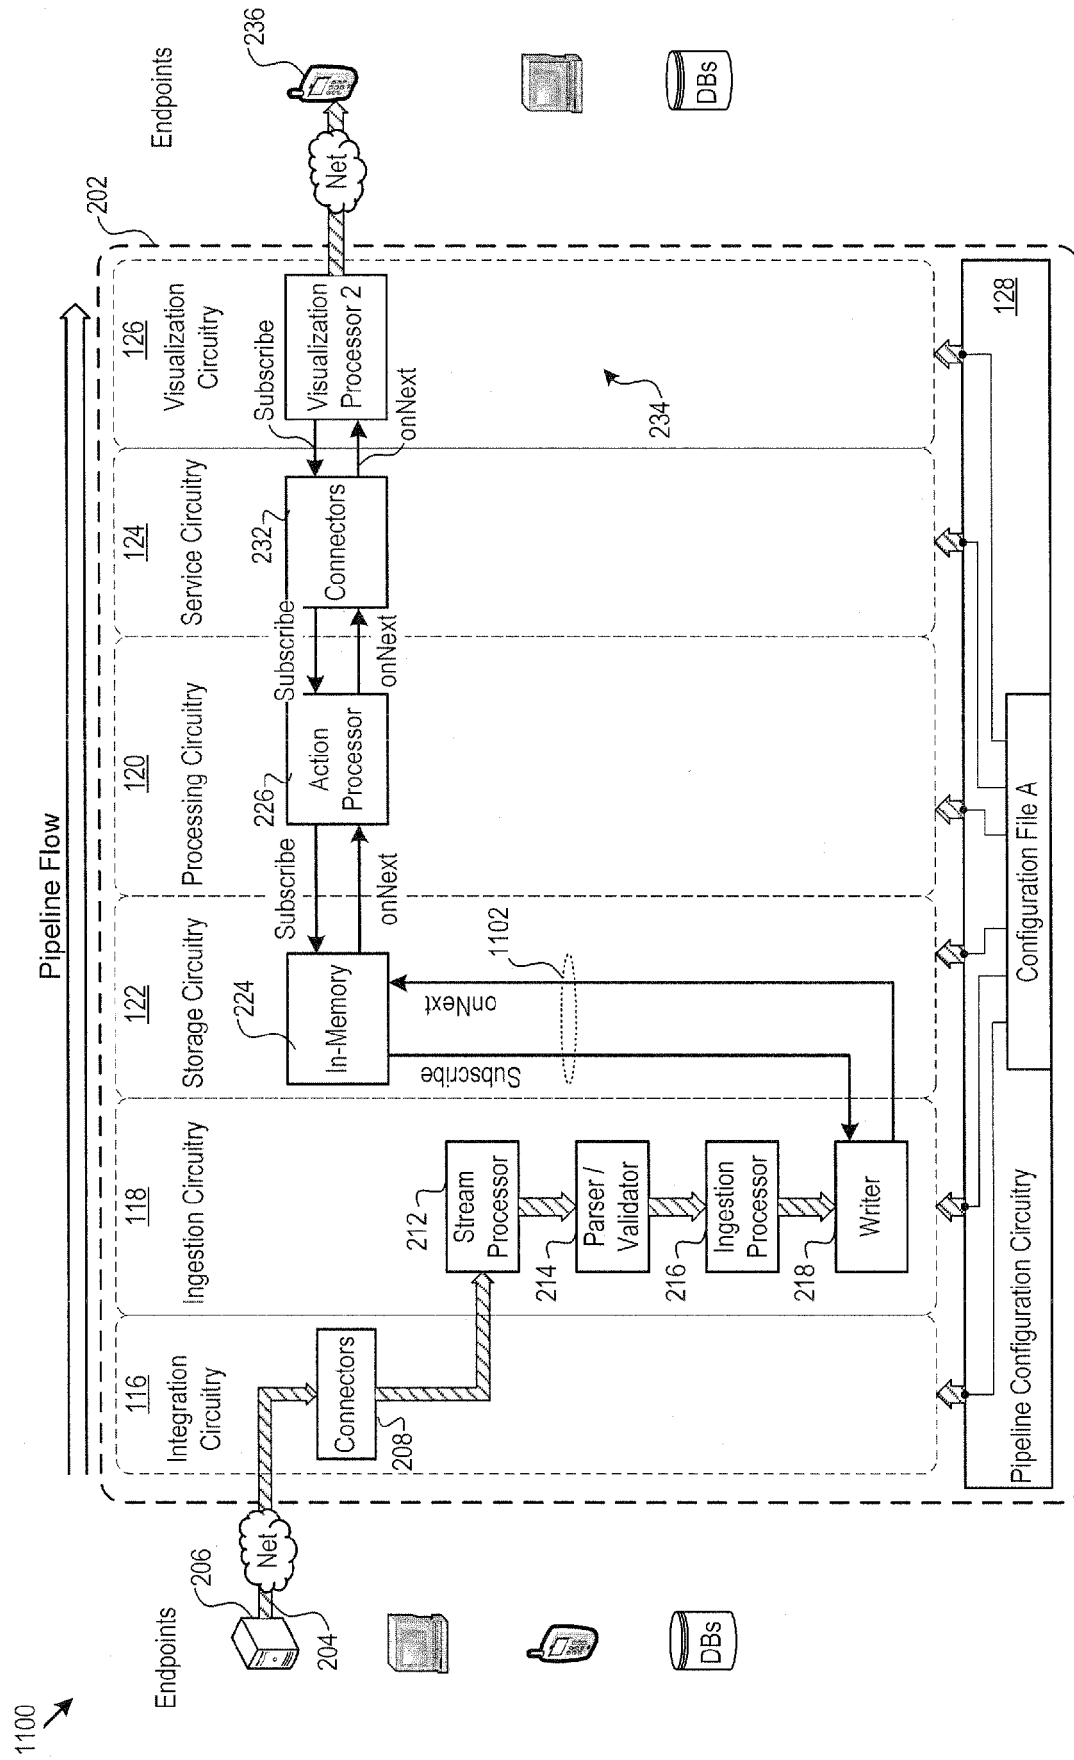 1100
Pipeline Flow
202
Endpoints
206
204
Net
DBs
116
Integration
Circuitry
Connectors
208
118
Ingestion Circuitry
212
Stream
Processor
214
Parser /
Validator
216
Ingestion
Processor
218
Writer
122
Storage Circuitry
224
In-Memory
Subscribe
onNext
1102
Subscribe
onNext
120
Processing Circuitry
226
Action
Processor
Subscribe
onNext
124
Service Circuitry
232
Connectors
Subscribe
onNext
126
Visualization
Circuitry
Visualization
Processor 2
234
Net
Endpoints
236
DBs
Pipeline Configuration Circuitry
Configuration File A
128